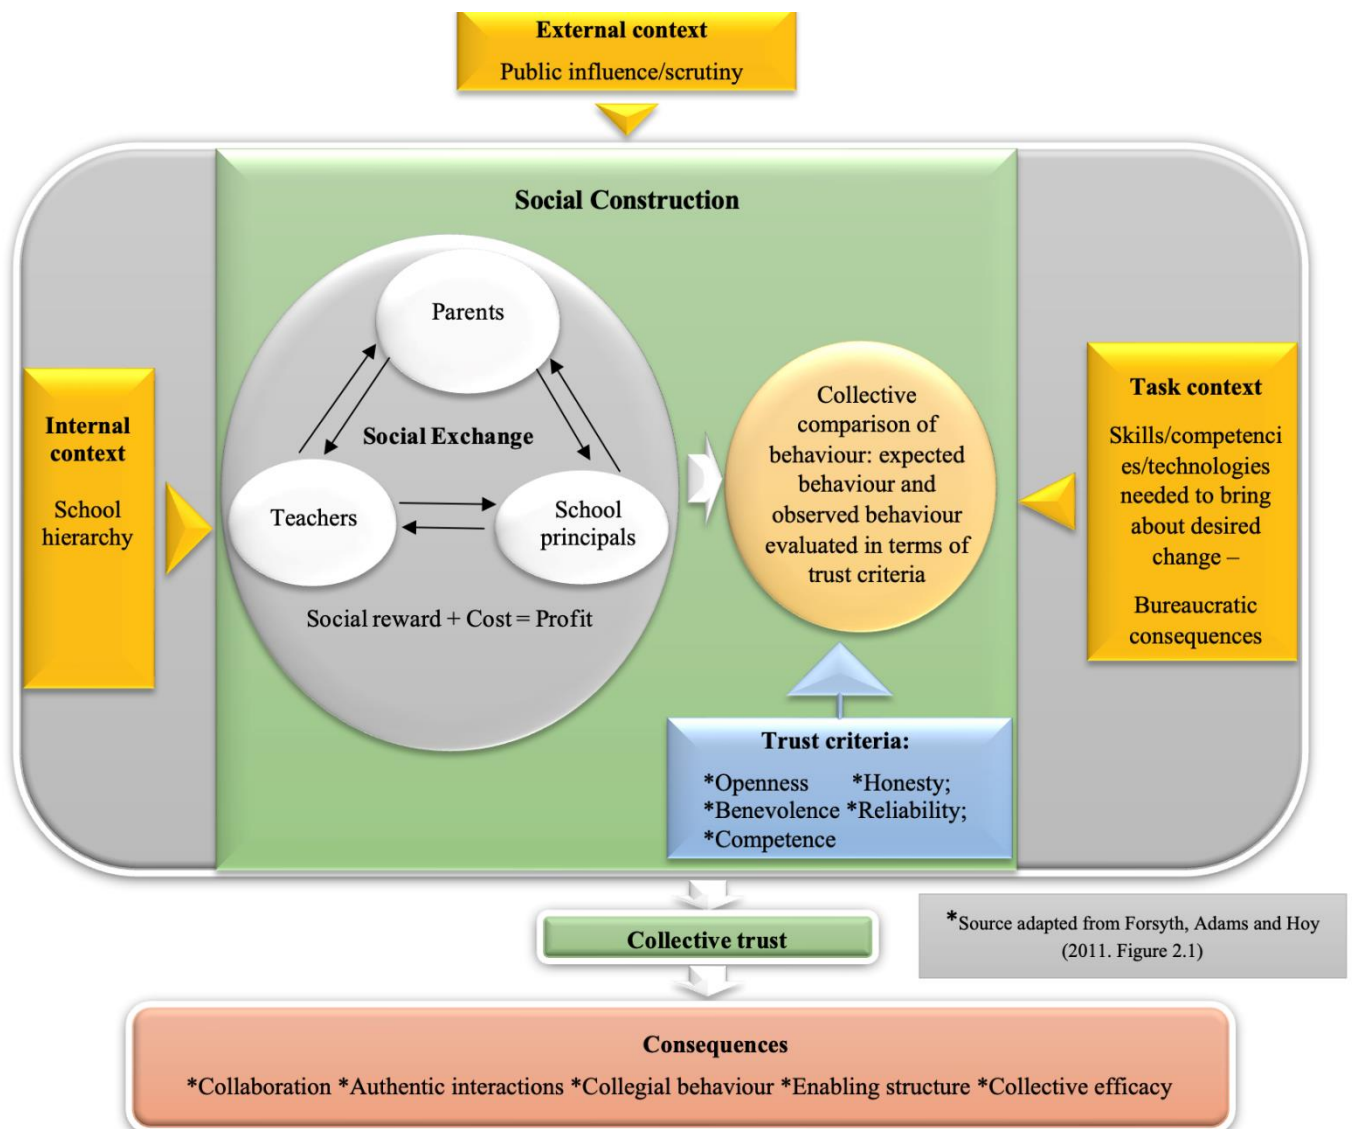 External context
Public influence/scrutiny
Social Construction
Parents
Social Exchange
Teachers
School
principals
Social reward + Cost = Profit
Internal
context
School
hierarchy
Collective
comparison of
behaviour: expected
behaviour and
observed behaviour
evaluated in terms of
trust criteria
Task context
Skills/competenci
es/technologies
needed to bring
about desired
change –
Bureaucratic
consequences
Trust criteria:
*Openness *Honesty;
*Benevolence *Reliability;
*Competence
Collective trust
*Source adapted from Forsyth, Adams and Hoy
(2011. Figure 2.1)
Consequences
*Collaboration *Authentic interactions *Collegial behaviour *Enabling structure *Collective efficacy